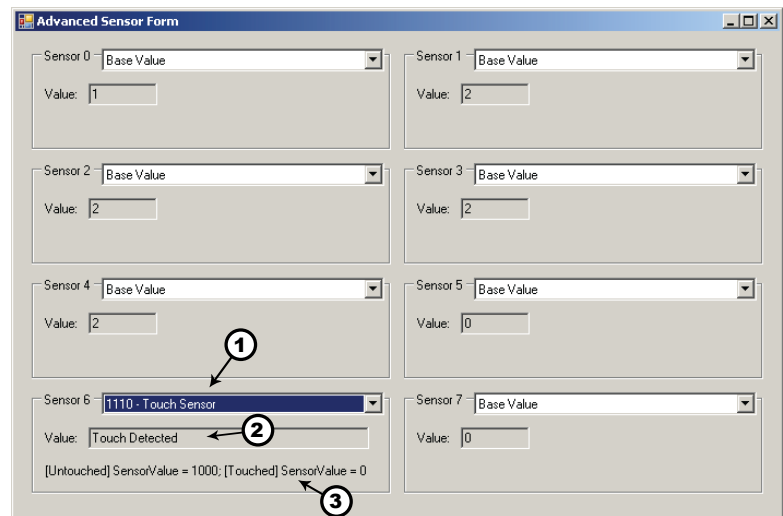 Advanced Sensor Form
Sensor 0 Base Value
Value: 1
Sensor 1 Base Value
Value: 2
Sensor 2 Base Value
Value: 2
Sensor 3 Base Value
Value: 2
Sensor 4 Base Value
Value: 2
Sensor 5 Base Value
Value: 0
1
Sensor 6 1110 - Touch Sensor
Value: Touch Detected
2
[Untouched] SensorValue = 1000; [Touched] SensorValue = 0
3
Sensor 7 Base Value
Value: 0